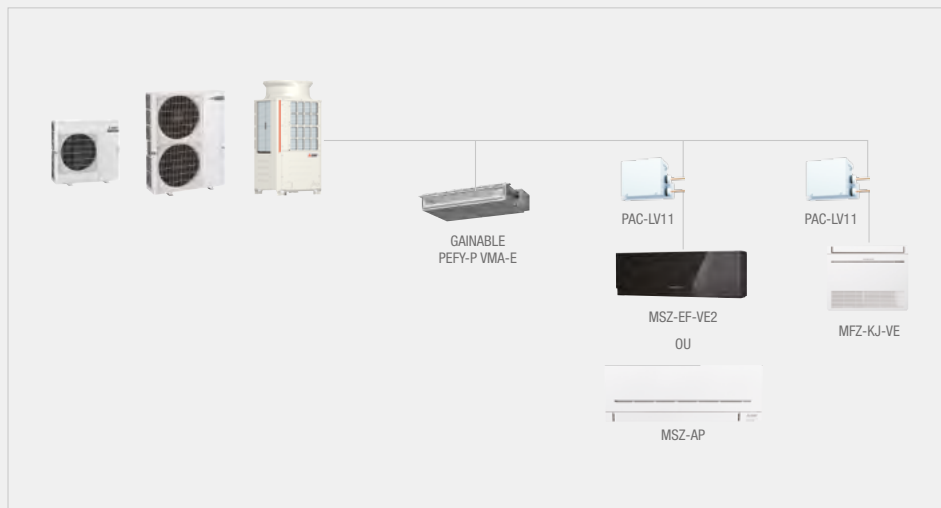 GAINABLE
PEFY-P VMA-E
PAC-LV11
PAC-LV11
MSZ-EF-VE2
OU
MSZ-AP
MFZ-KJ-VE